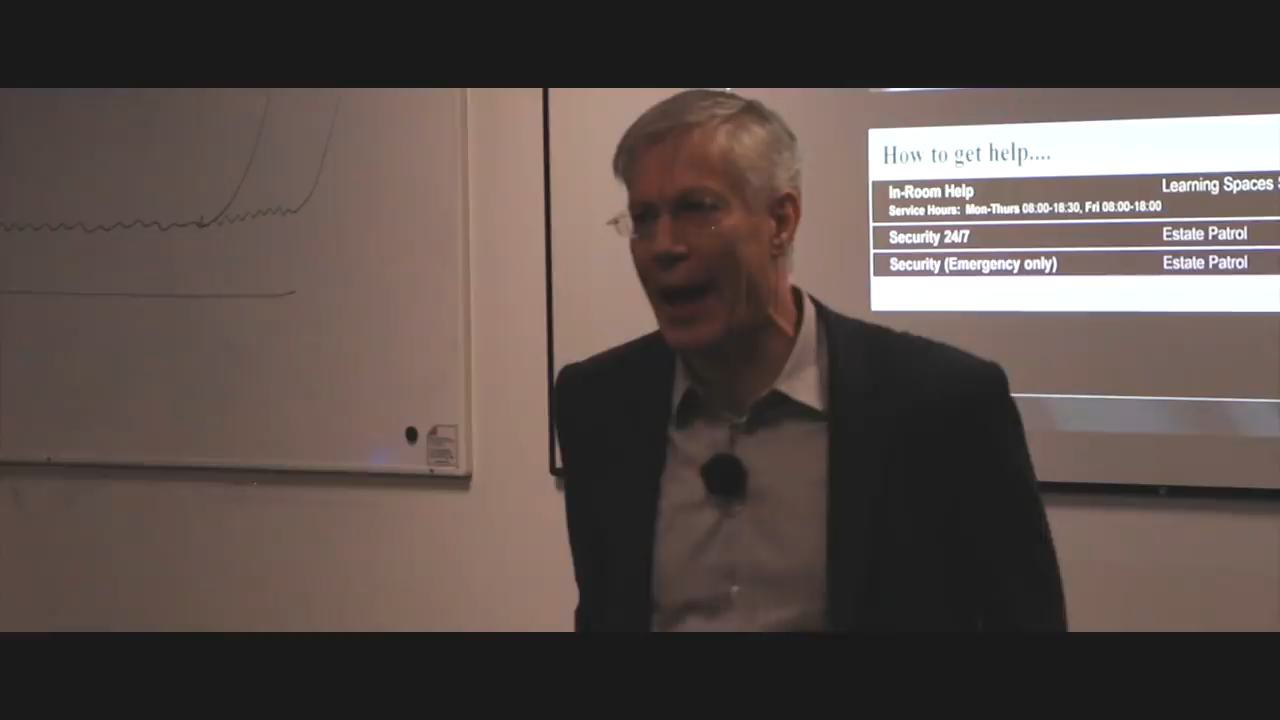 How to get help....
In-Room Help Learning Spaces
Service Hours: Mon-Thurs 08:00-18:30, Fri 08:00-18:00
Security 24/7 Estate Patrol
Security (Emergency only) Estate Patrol